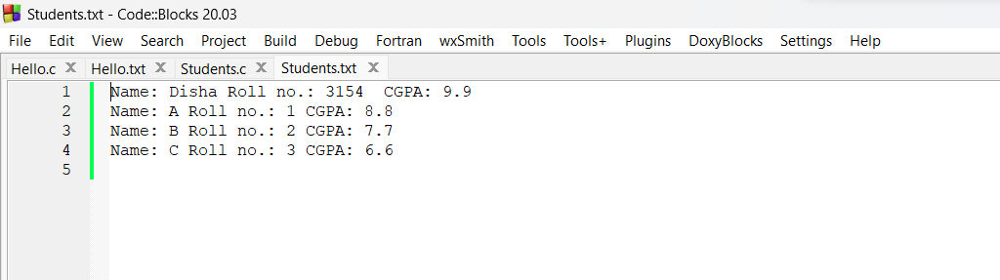 Students.txt - Code::Blocks 20.03
File Edit View Search Project Build Debug Fortran wxSmith Tools Tools+ Plugins DoxyBlocks Settings Help
Hello.c X Hello.txt X Students.c X Students.txt X
1 Name: Disha Roll no.: 3154  CGPA: 9.9
2 Name: A Roll no.: 1 CGPA: 8.8
3 Name: B Roll no.: 2 CGPA: 7.7
4 Name: C Roll no.: 3 CGPA: 6.6
5